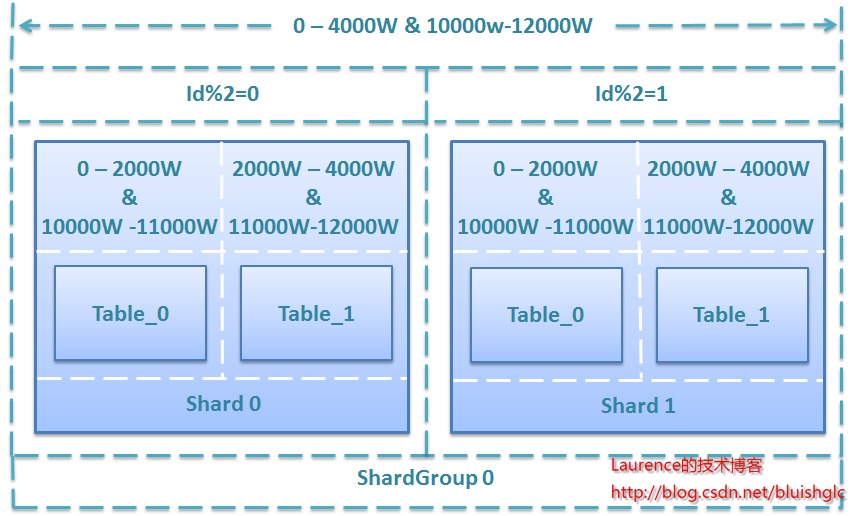 0 – 4000W & 10000w-12000W
Id%2=0
Id%2=1
0 – 2000W
&
10000W -11000W
2000W – 4000W
&
11000W-12000W
0 – 2000W
&
10000W -11000W
2000W – 4000W
&
11000W-12000W
Table_0
Table_1
Table_0
Table_1
Shard 0
Shard 1
ShardGroup 0
Laurence的技术博客
http://blog.csdn.net/bluishglc